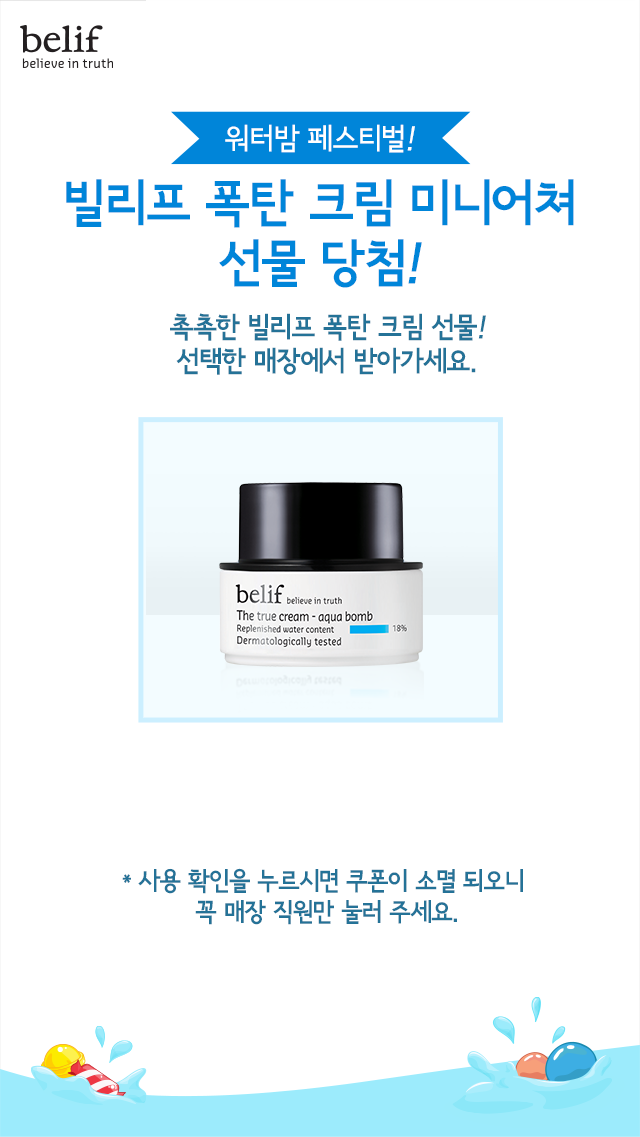 belif
believe in truth
워터밤 페스티벌!
빌리프 폭탄 크림 미니어쳐
선물 당첨!
촉촉한 빌리프 폭탄 크림 선물!
선택한 매장에서 받아가세요.
belif believe in truth
The true cream - aqua bomb
Replenished water content 18%
Dermatologically tested
* 사용 확인을 누르시면 쿠폰이 소멸 되오니
꼭 매장 직원만 눌러 주세요.